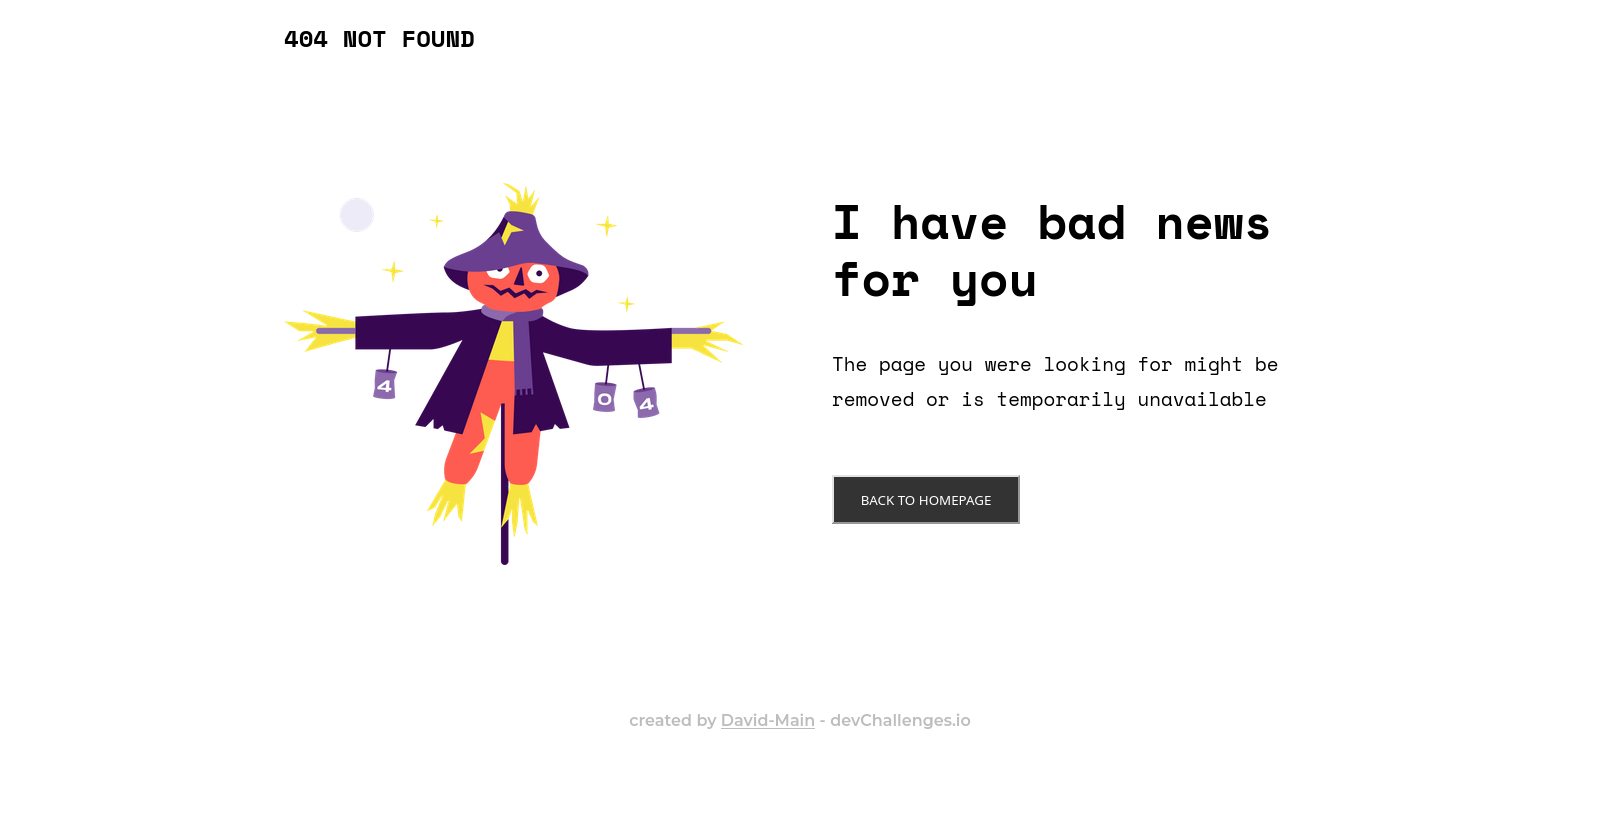 404 NOT FOUND
I have bad news
for you
The page you were looking for might be
removed or is temporarily unavailable
4
0
4
BACK TO HOMEPAGE
created by David-Main - devChallenges.io